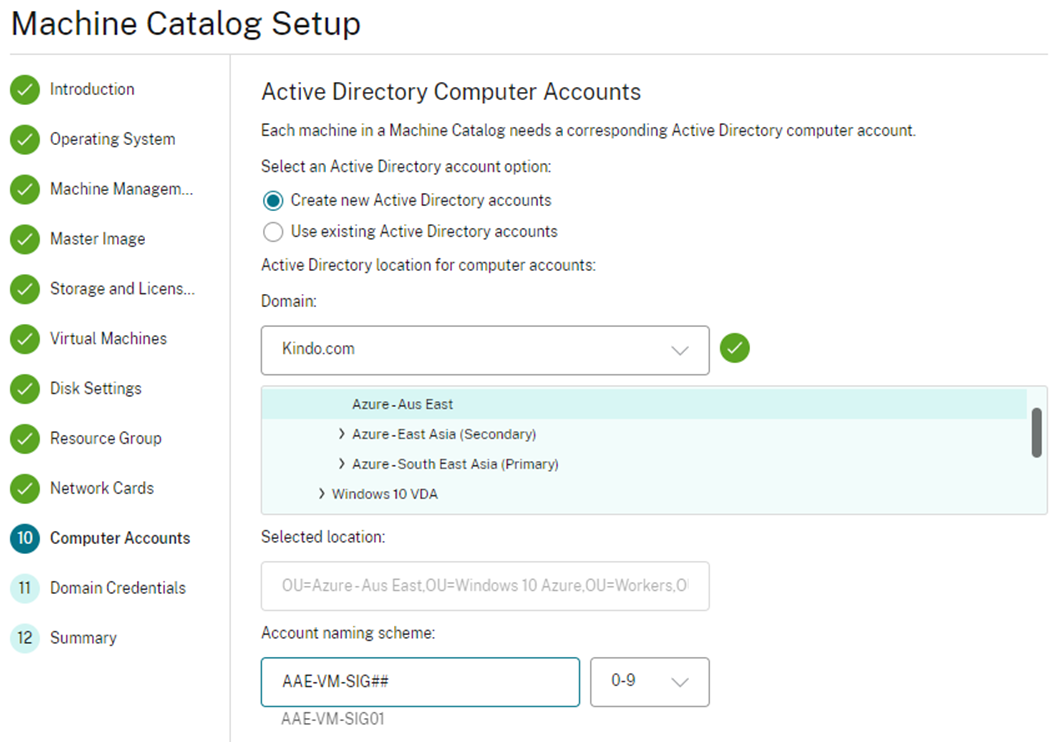 Machine Catalog Setup
Introduction
Operating System
Machine Managem...
Master Image
Storage and Licens...
Virtual Machines
Disk Settings
Resource Group
Network Cards
10 Computer Accounts
11 Domain Credentials
12 Summary
Active Directory Computer Accounts
Each machine in a Machine Catalog needs a corresponding Active Directory computer account.
Select an Active Directory account option:
Create new Active Directory accounts
Use existing Active Directory accounts
Active Directory location for computer accounts:
Domain:
Kindo.com
Azure - Aus East
Azure - East Asia (Secondary)
Azure - South East Asia (Primary)
Windows 10 VDA
Selected location:
OU=Azure - Aus East,OU=Windows 10 Azure,OU=Workers,O
Account naming scheme:
AAE-VM-SIG## 0-9
AAE-VM-SIG01